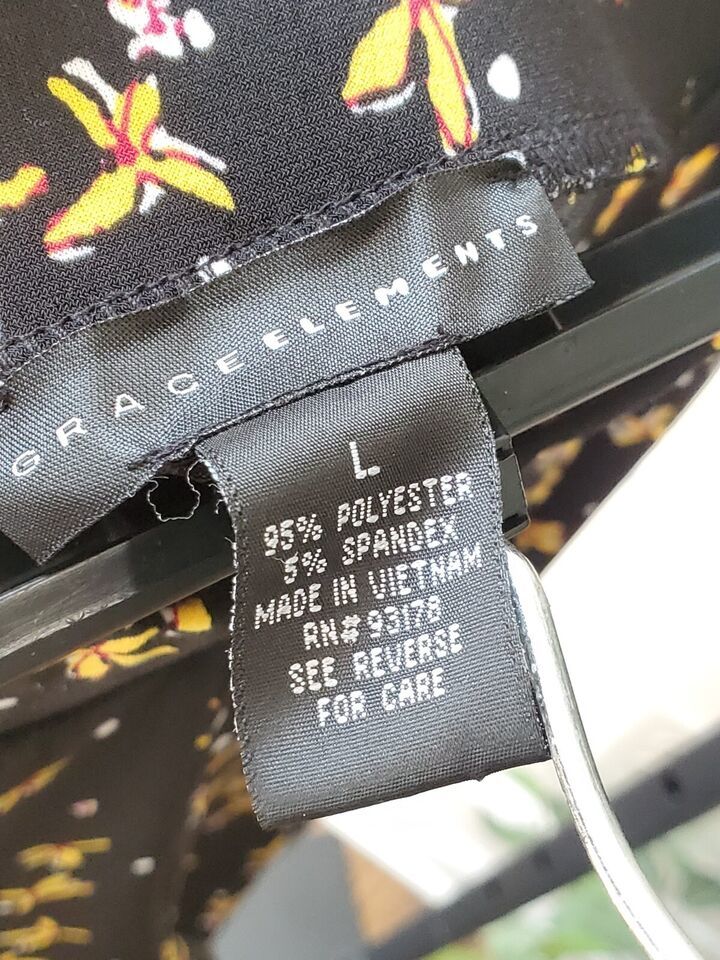 GRACE ELEMENTS
L
95% POLYESTER
5% SPANDEX
MADE IN VIETNAM
RN# 93178
SEE REVERSE
FOR CARE